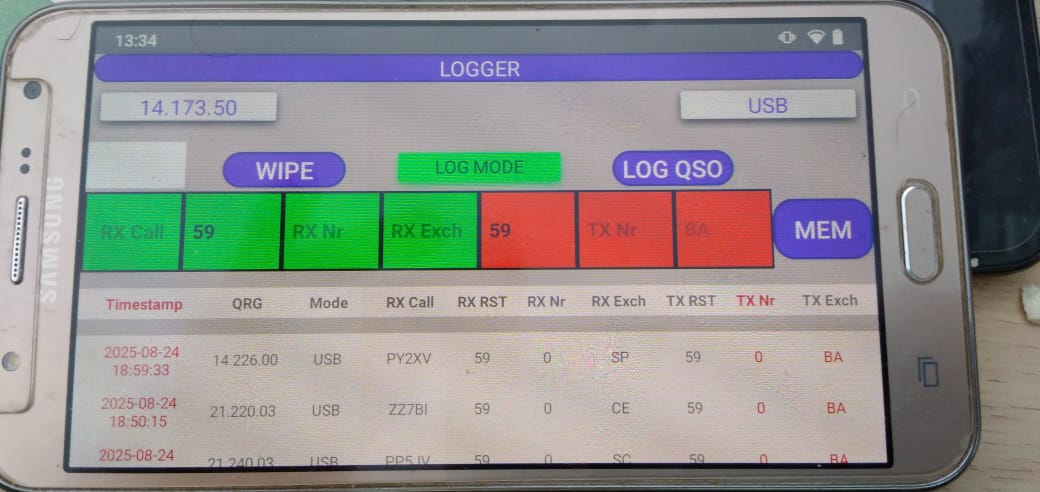 13:34
LOGGER
14.173.50 USB
WIPE LOG MODE LOG QSO
RX Call 59 RX Nr RX Exch 59 TX Nr BA MEM
Timestamp QRG Mode RX Call RX RST RX Nr RX Exch TX RST TX Nr TX Exch
2025-08-24 18:59:33 14.226.00 USB PY2XV 59 0 SP 59 0 BA
2025-08-24 18:50:15 21.220.03 USB ZZ7BI 59 0 CE 59 0 BA
2025-08-24 21.240.03 USB PP5JV 59 0 SC 59 0 BA
SAMSUNG